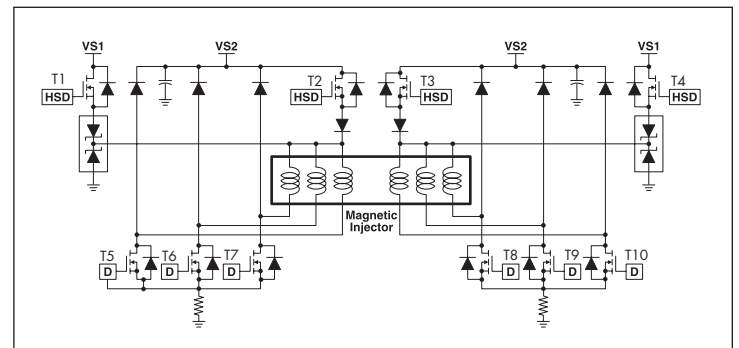 VS1 VS2 VS2 VS1
T1 T2 T3 T4
HSD HSD HSD HSD
Magnetic
Injector
T5 T6 T7 T8 T9 T10
D D D D D D